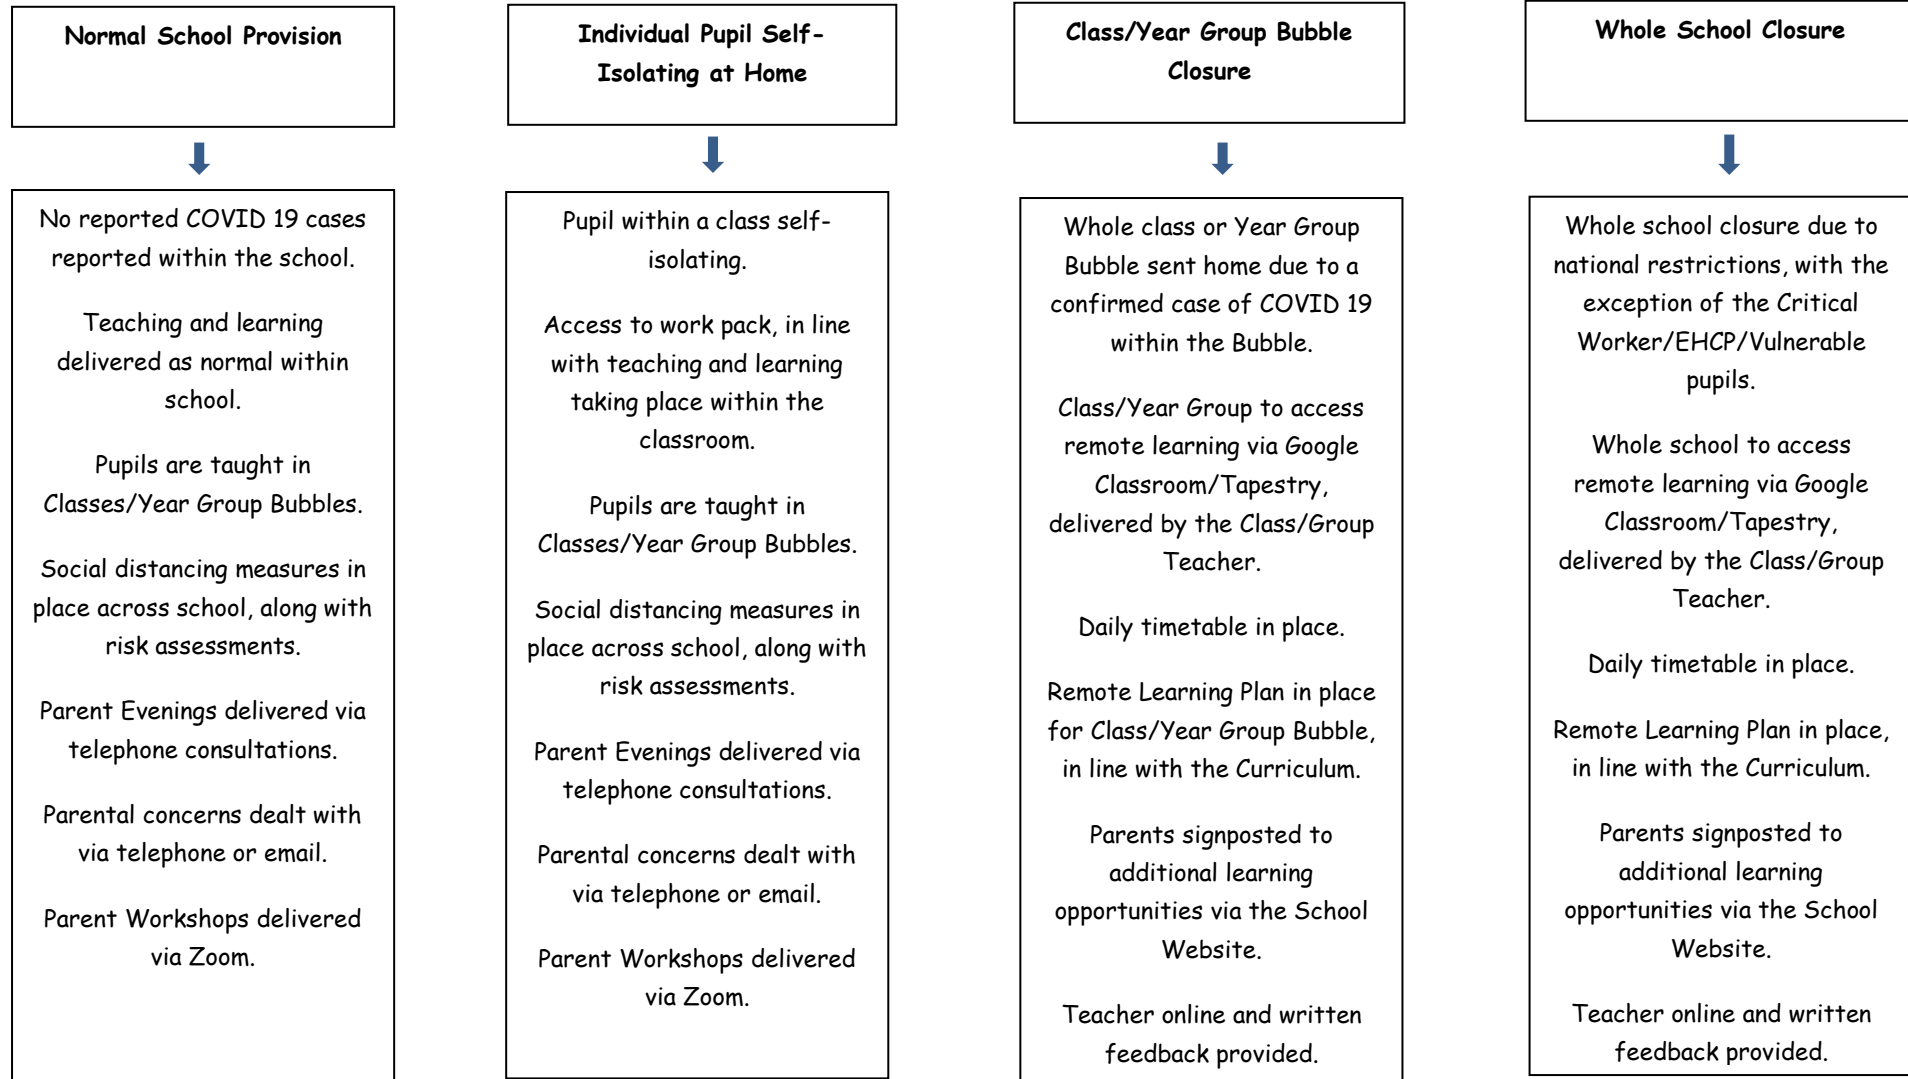 Normal School Provision
No reported COVID 19 cases
reported within the school.
Teaching and learning
delivered as normal within
school.
Pupils are taught in
Classes/Year Group Bubbles.
Social distancing measures in
place across school, along with
risk assessments.
Parent Evenings delivered via
telephone consultations.
Parental concerns dealt with
via telephone or email.
Parent Workshops delivered
via Zoom.
Individual Pupil Self-
Isolating at Home
Pupil within a class self-
isolating.
Access to work pack, in line
with teaching and learning
taking place within the
classroom.
Pupils are taught in
Classes/Year Group Bubbles.
Social distancing measures in
place across school, along with
risk assessments.
Parent Evenings delivered via
telephone consultations.
Parental concerns dealt with
via telephone or email.
Parent Workshops delivered
via Zoom.
Class/Year Group Bubble
Closure
Whole class or Year Group
Bubble sent home due to a
confirmed case of COVID 19
within the Bubble.
Class/Year Group to access
remote learning via Google
Classroom/Tapestry,
delivered by the Class/Group
Teacher.
Daily timetable in place.
Remote Learning Plan in place
for Class/Year Group Bubble,
in line with the Curriculum.
Parents signposted to
additional learning
opportunities via the School
Website.
Teacher online and written
feedback provided.
Whole School Closure
Whole school closure due to
national restrictions, with the
exception of the Critical
Worker/EHCP/Vulnerable
pupils.
Whole school to access
remote learning via Google
Classroom/Tapestry,
delivered by the Class/Group
Teacher.
Daily timetable in place.
Remote Learning Plan in place,
in line with the Curriculum.
Parents signposted to
additional learning
opportunities via the School
Website.
Teacher online and written
feedback provided.